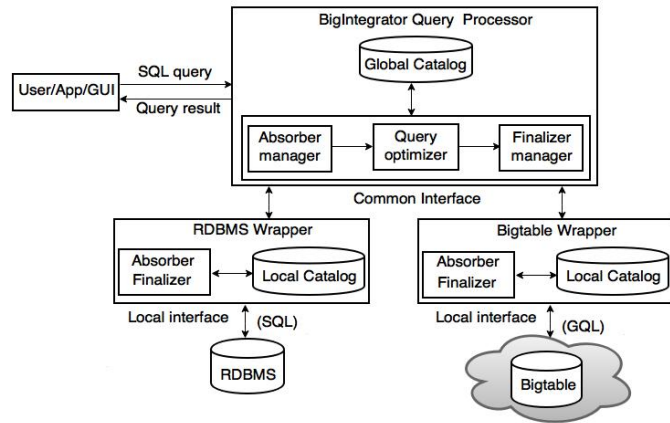 BigIntegrator Query Processor
Global Catalog
SQL query
User/App/GUI
Query result
Absorber
manager
Query
optimizer
Finalizer
manager
Common Interface
RDBMS Wrapper
Absorber
Finalizer
Local Catalog
Bigtable Wrapper
Absorber
Finalizer
Local Catalog
Local interface
(SQL)
Local interface
(GQL)
RDBMS
Bigtable